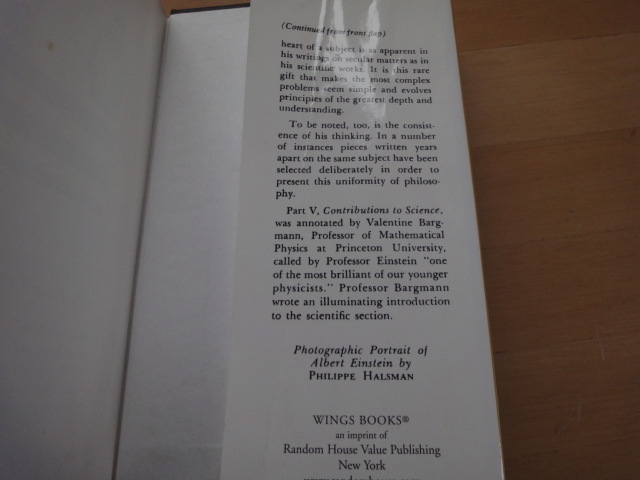 (Continued from front flap)
heart of a subject is as apparent in
his writings on secular matters as in
his scientific works. It is this rare
gift that makes the most complex
problems seem simple and evolves
principles of the greatest depth and
understanding.
To be noted, too, is the consist-
ence of his thinking. In a number
of instances pieces written years
apart on the same subject have been
selected deliberately in order to
present this uniformity of philoso-
phy.
Part V, Contributions to Science,
was annotated by Valentine Barg-
mann, Professor of Mathematical
Physics at Princeton University,
called by Professor Einstein "one
of the most brilliant of our younger
physicists." Professor Bargmann
wrote an illuminating introduction
to the scientific section.
Photographic Portrait of
Albert Einstein by
PHILIPPE HALSMAN
WINGS BOOKS®
an imprint of
Random House Value Publishing
New York